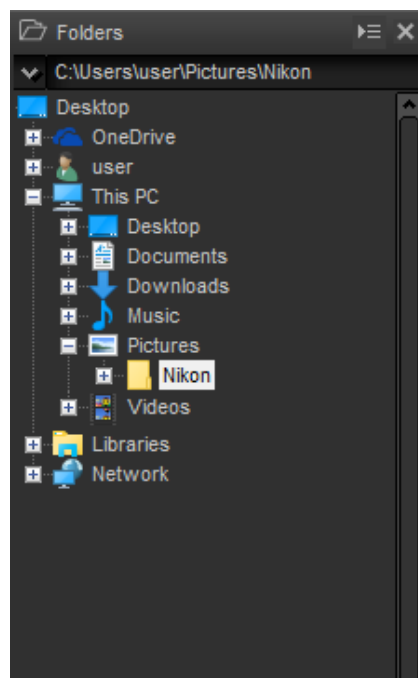 Folders
C:\Users\user\Pictures\Nikon
Desktop
OneDrive
user
This PC
Desktop
Documents
Downloads
Music
Pictures
Nikon
Videos
Libraries
Network